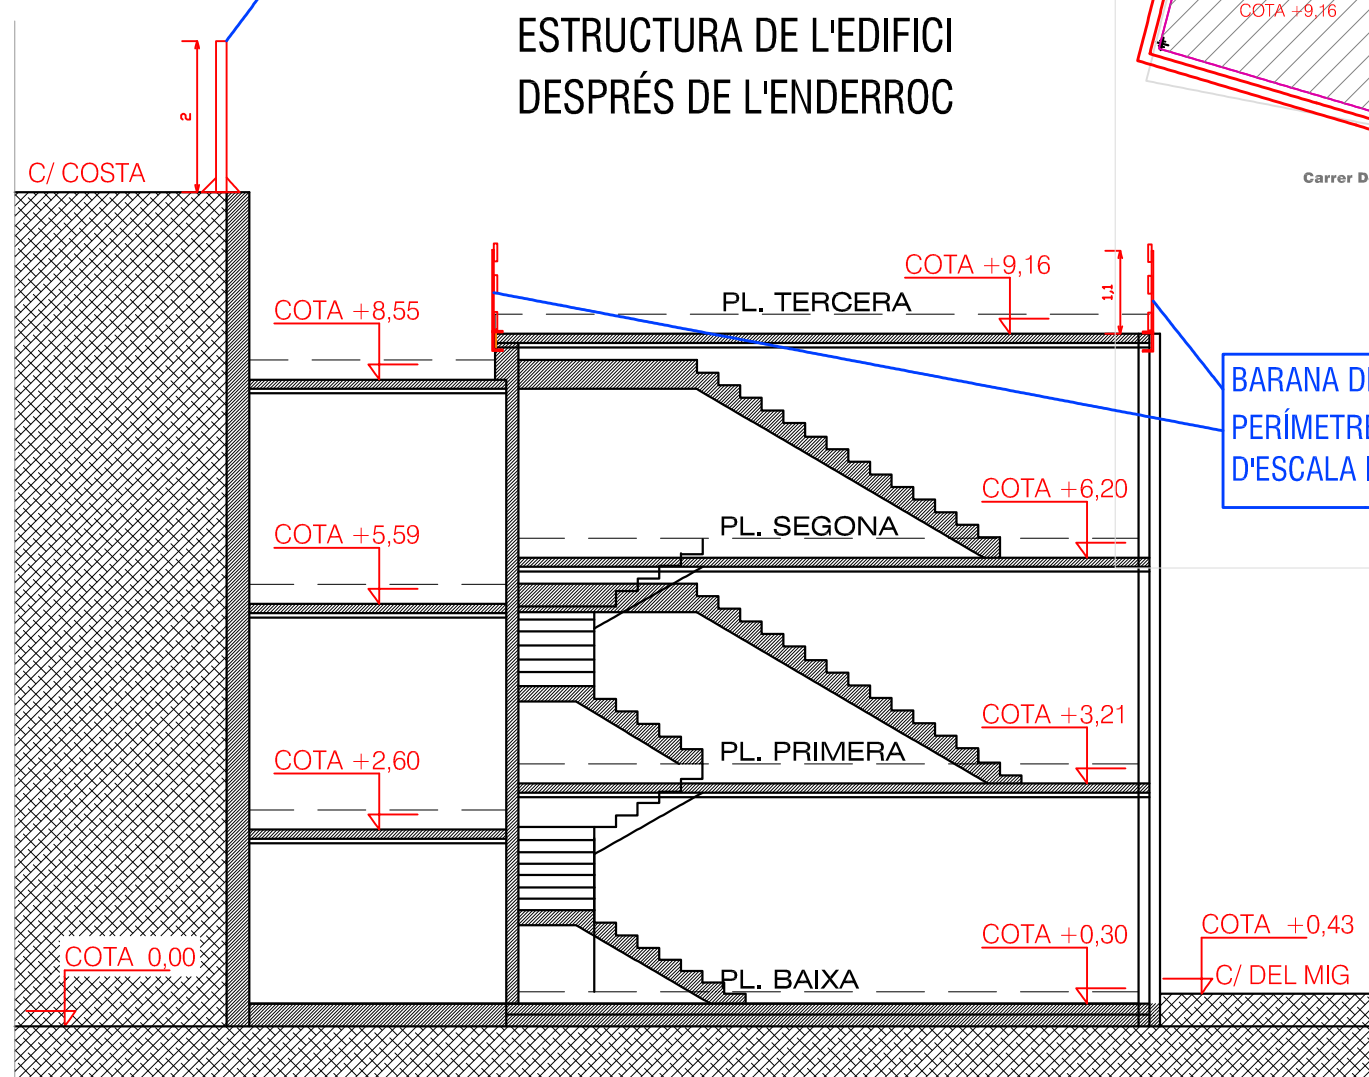 ESTRUCTURA DE L'EDIFICI
DESPRÉS DE L'ENDERROC
COTA +9,16
Carrer D
2
C/ COSTA
COTA +9,16
PL. TERCERA
1,1
COTA +8,55
BARANA DE
PERÍMETRE
D'ESCALA
COTA +6,20
PL. SEGONA
COTA +5,59
COTA +3,21
PL. PRIMERA
COTA +2,60
COTA +0,43
COTA +0,30
C/ DEL MIG
COTA 0,00
PL. BAIXA